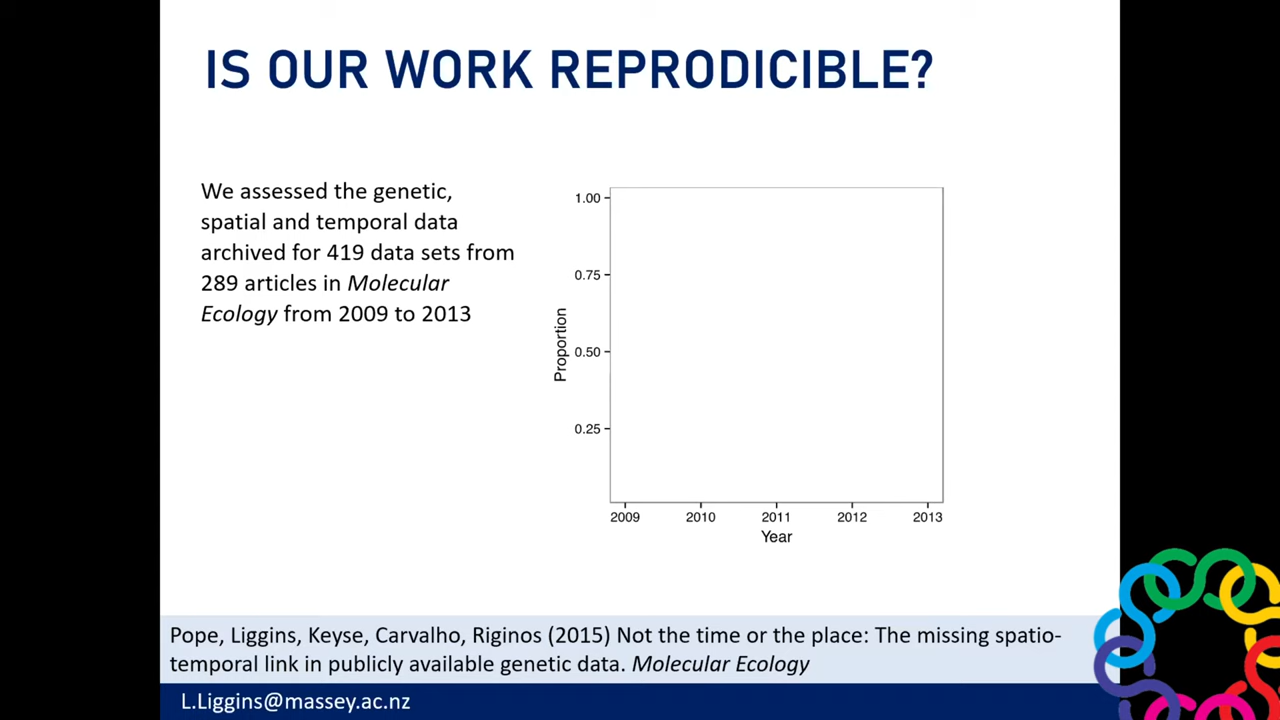 IS OUR WORK REPRODICIBLE?
We assessed the genetic,
spatial and temporal data
archived for 419 data sets from
289 articles in Molecular
Ecology from 2009 to 2013
1.00
0.75
0.50
0.25
Proportion
2009 2010 2011 2012 2013
Year
Pope, Liggins, Keyse, Carvalho, Riginos (2015) Not the time or the place: The missing spatio-
temporal link in publicly available genetic data. Molecular Ecology
L.Liggins@massey.ac.nz